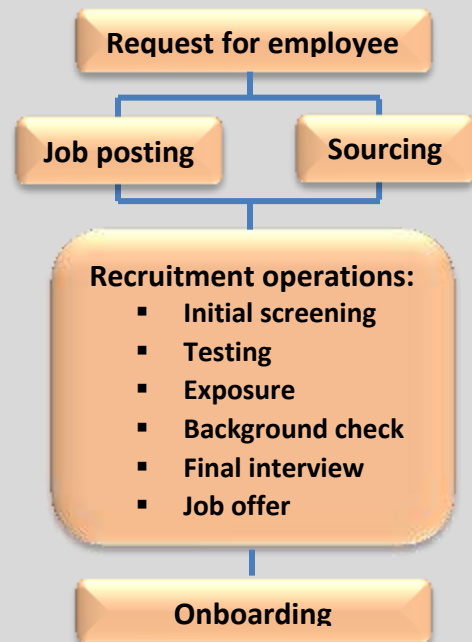 Request for employee
Job posting
Sourcing
Recruitment operations:
▪ Initial screening
▪ Testing
▪ Exposure
▪ Background check
▪ Final interview
▪ Job offer
Onboarding